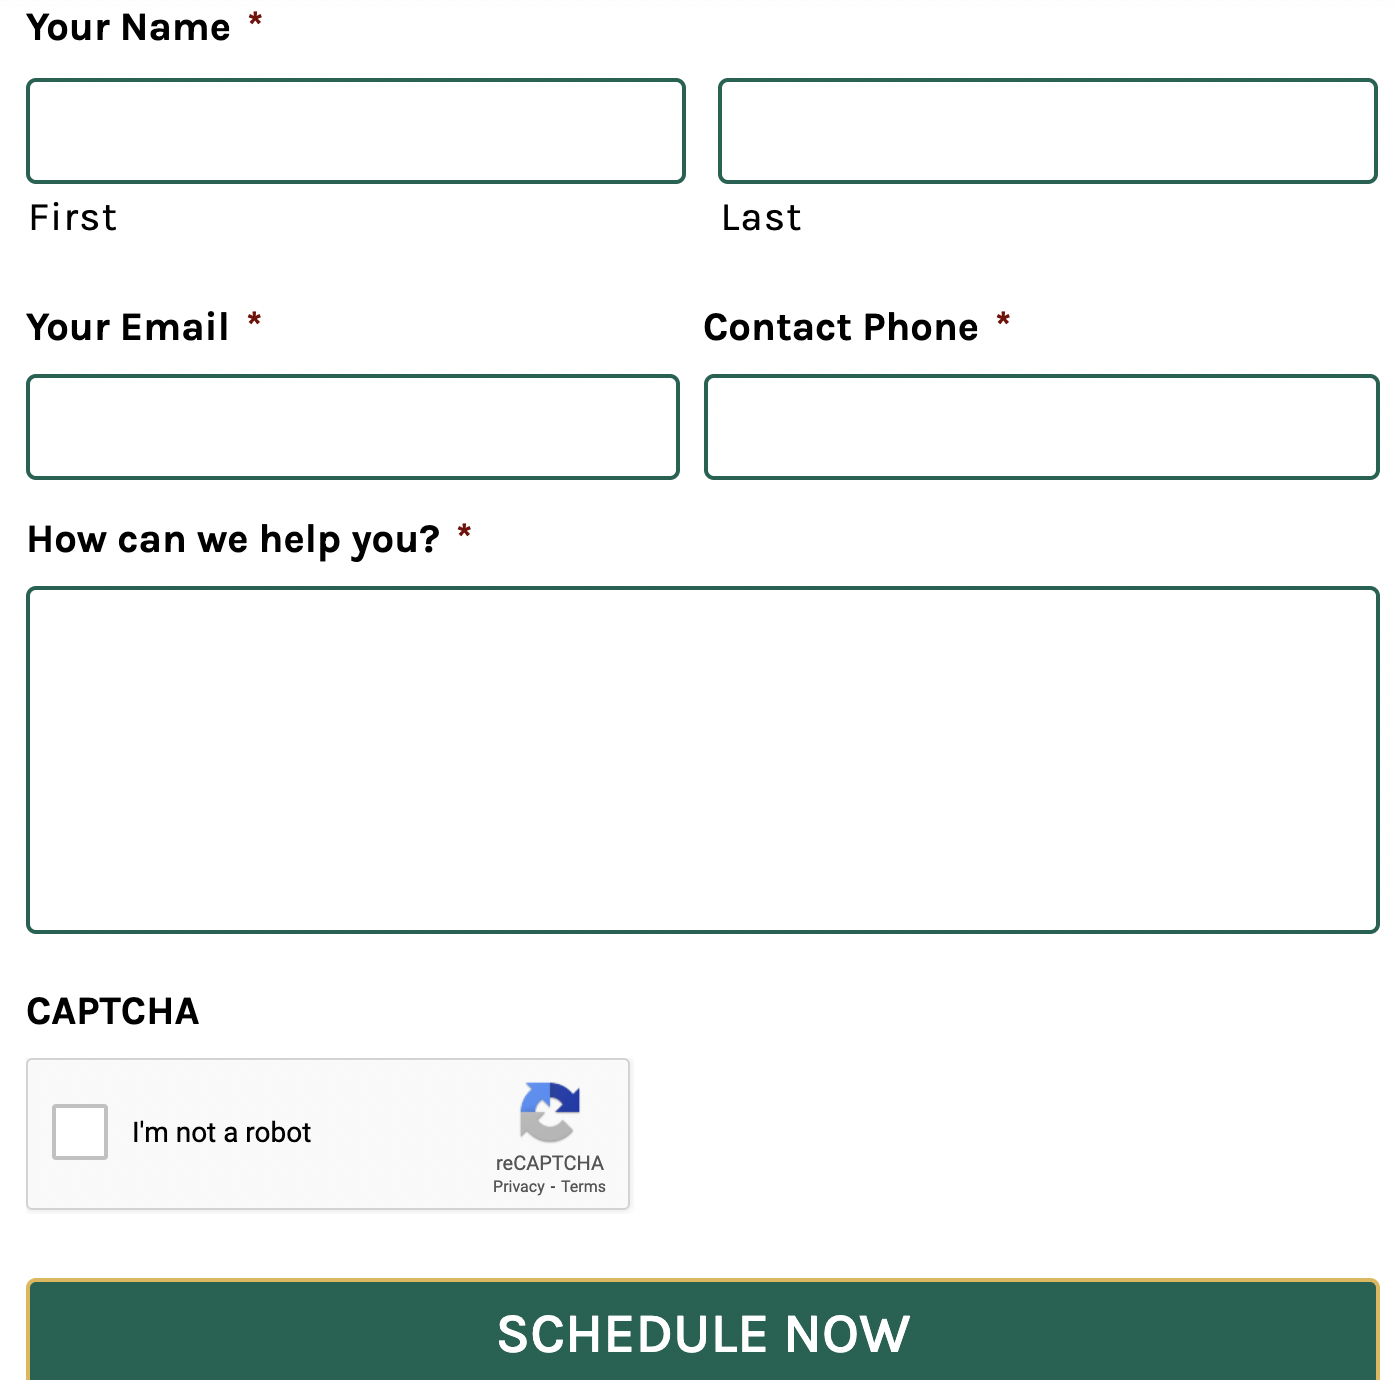 Your Name *
First Last
Your Email * Contact Phone *
How can we help you? *
CAPTCHA
I'm not a robot
reCAPTCHA
Privacy - Terms
SCHEDULE NOW